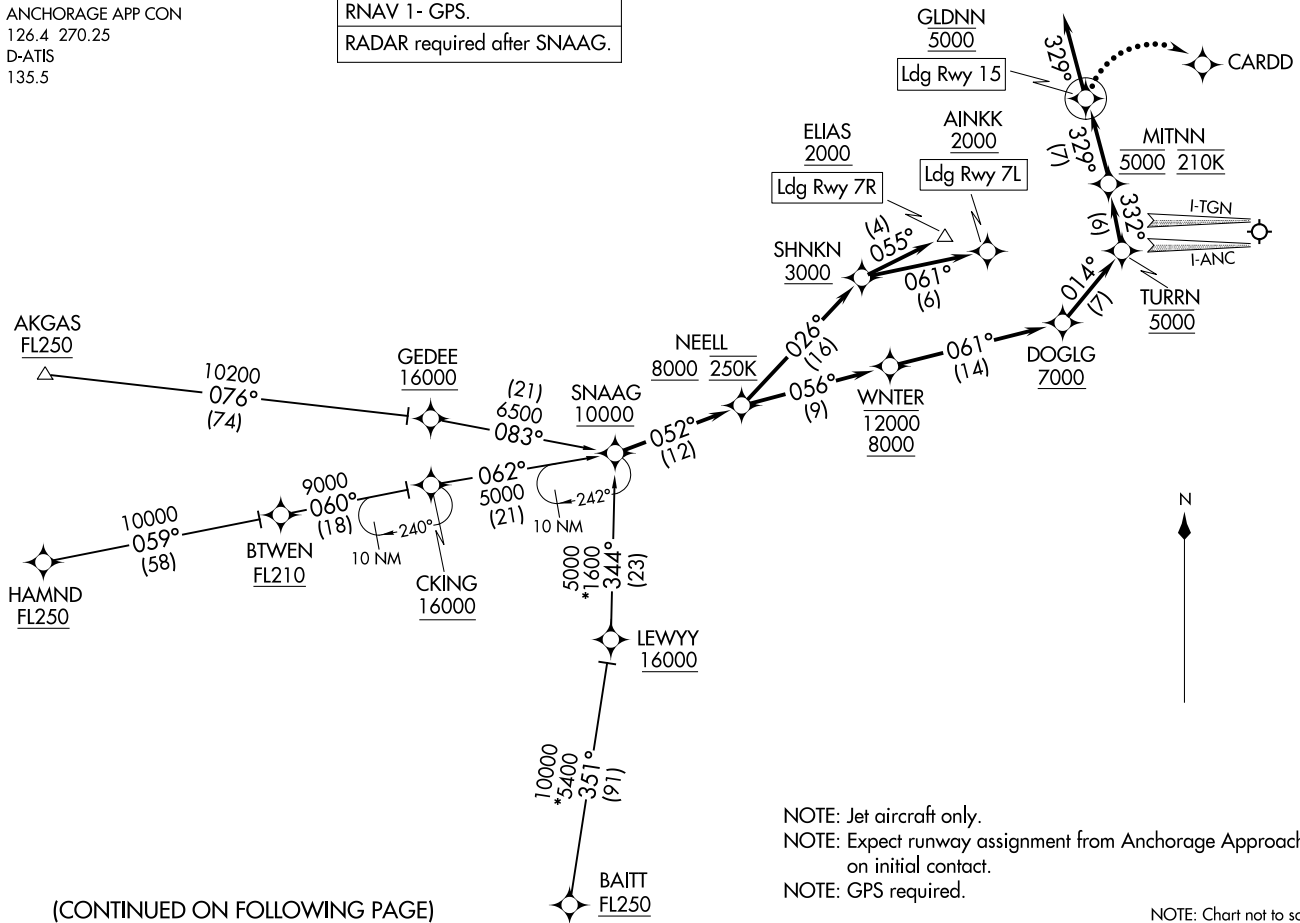 ANCHORAGE APP CON
126.4 270.25
D-ATIS
135.5
RNAV 1- GPS.
RADAR required after SNAAG.
GLDNN
5000
Ldg Rwy 15
329°
CARDD
AINKK
2000
Ldg Rwy 7L
ELIAS
2000
Ldg Rwy 7R
329°
(7)
MITNN
5000 210K
332°
(6)
I-TGN
I-ANC
(4)
055°
061°
(6)
SHNKN
3000
014°
(7)
TURRN
5000
AKGAS
FL250
10200
076°
(74)
GEDEE
16000
(21)
6500
083°
SNAAG
10000
NEELL
8000 250K
026°
(16)
061°
(14)
DOGLG
7000
056°
(9)
WNTER
12000
8000
052°
(12)
062°
5000
(21)
242°
10 NM
9000
060°
(18)
240°
10 NM
10000
059°
(58)
BTWEN
FL210
CKING
16000
HAMND
FL250
5000
*1600
344°
(23)
LEWYY
16000
N
10000
*5400
351°
(91)
BAITT
FL250
NOTE: Jet aircraft only.
NOTE: Expect runway assignment from Anchorage Approach
on initial contact.
NOTE: GPS required.
(CONTINUED ON FOLLOWING PAGE)
NOTE: Chart not to sc